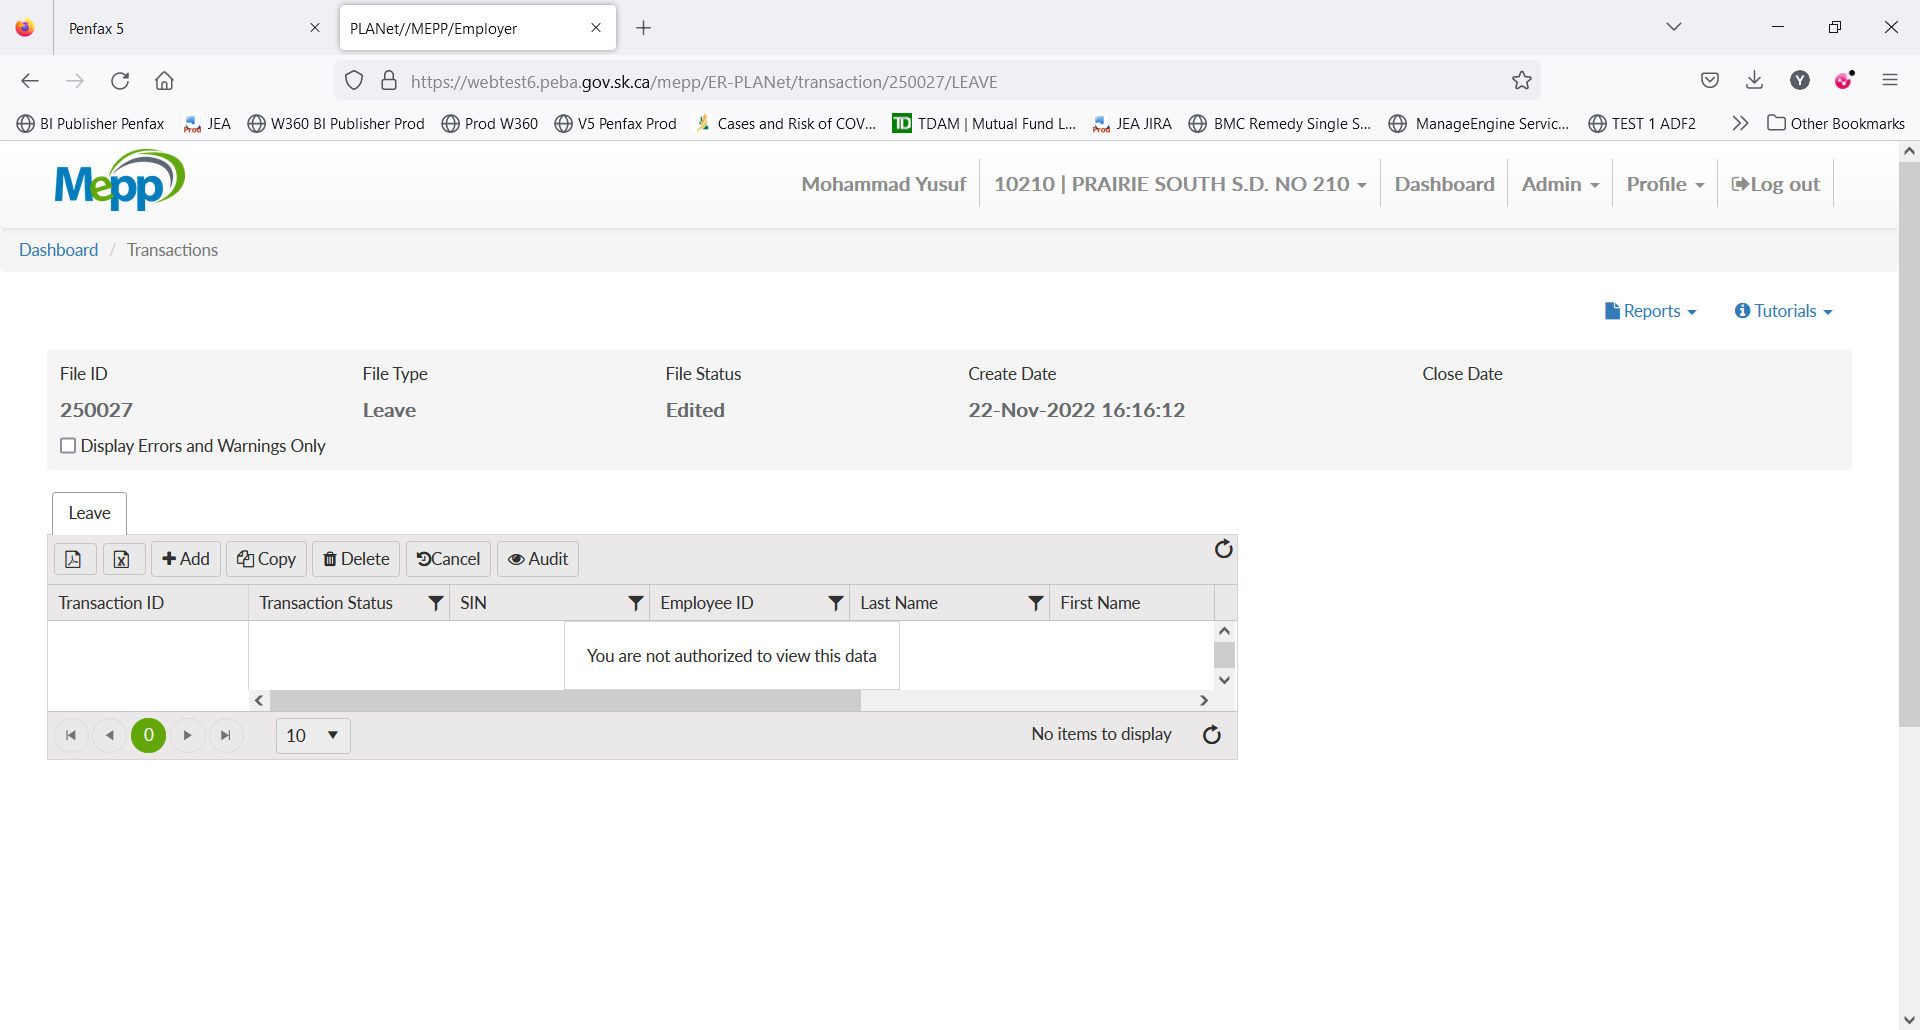 Penfax 5
PLANet//MEPP/Employer
https://webtest6.peba.gov.sk.ca/mepp/ER-PLANet/transaction/250027/LEAVE
Y
BI Publisher Penfax
Prod JEA
W360 BI Publisher Prod
Prod W360
V5 Penfax Prod
Cases and Risk of COV...
TD TDAM | Mutual Fund L...
Prod JEA JIRA
BMC Remedy Single S...
ManageEngine Servic...
TEST 1 ADF2
Other Bookmarks
Mepp
Mohammad Yusuf
10210 | PRAIRIE SOUTH S.D. NO 210
Dashboard
Admin
Profile
Log out
Dashboard / Transactions
Reports
Tutorials
File ID
File Type
File Status
Create Date
Close Date
250027
Leave
Edited
22-Nov-2022 16:16:12
Display Errors and Warnings Only
Leave
Add
Copy
Delete
Cancel
Audit
Transaction ID
Transaction Status
SIN
Employee ID
Last Name
First Name
You are not authorized to view this data
0
10
No items to display